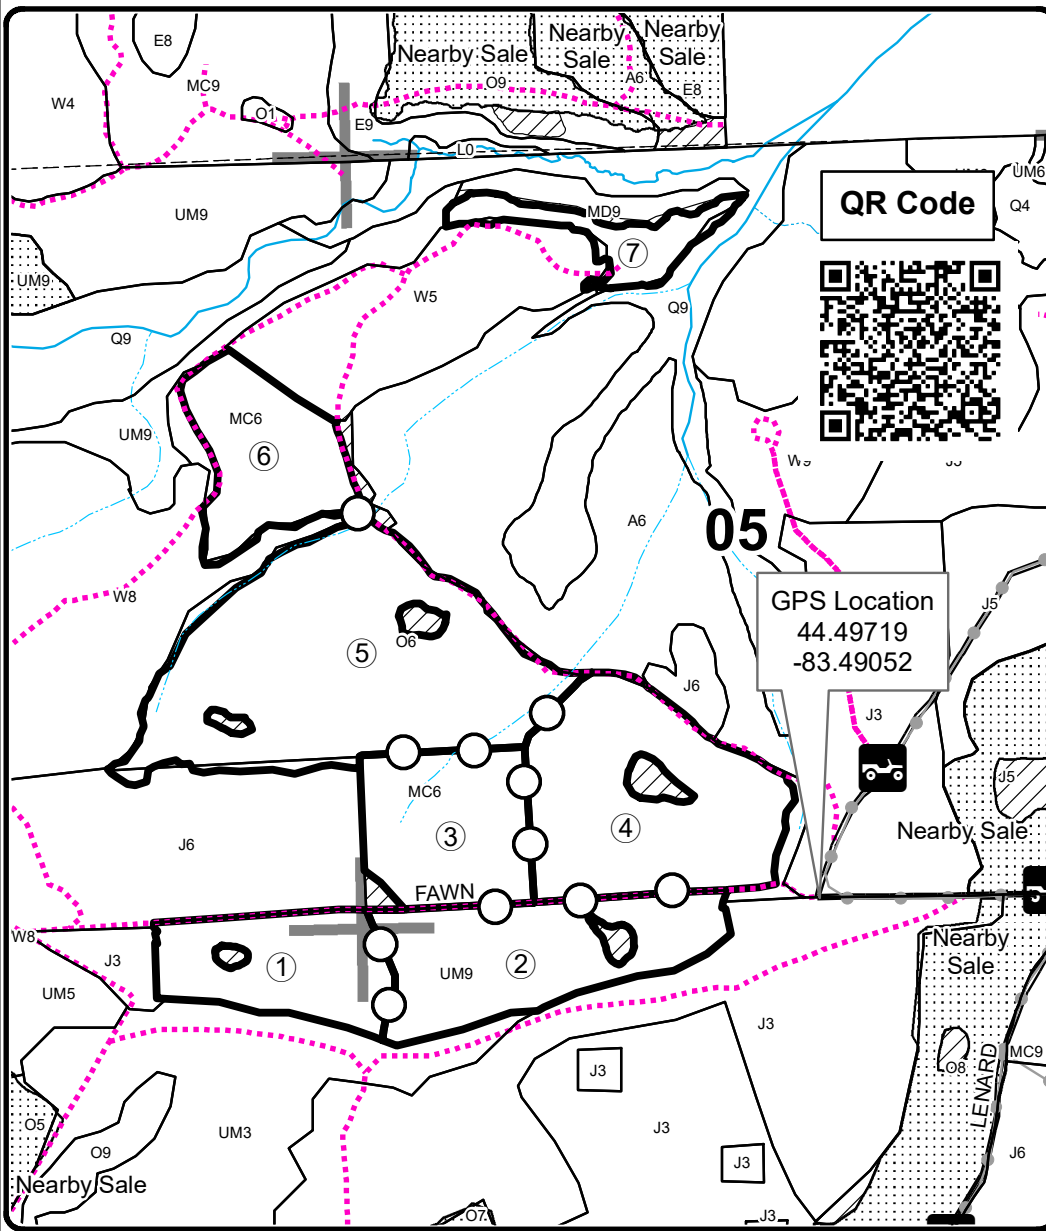 E8
Nearby Sale
Nearby
Sale
Nearby
Sale
W4
MC9
O9
A6
E8
O1
E9
L0
UM6
UM9
MD9
QR Code
Q4
7
UM9
W5
Q9
Q9
MC6
UM9
6
W9
A6
05
W8
GPS Location
44.49719
-83.49052
J5
O6
5
J6
J3
MC6
J5
3
4
Nearby Sale
J6
FAWN
W8
J3
1
2
UM9
Nearby
Sale
UM5
J3
MC9
J3
O8
LENARD
O5
UM3
J3
O9
J3
J6
Nearby Sale
O7
J3